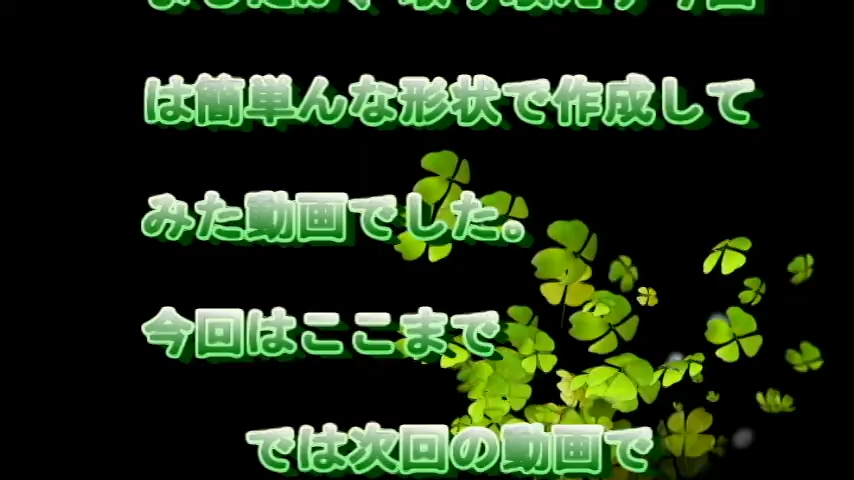 は簡単んな形状で作成して
みた動画でした。
今回はここまで
では次回の動画で